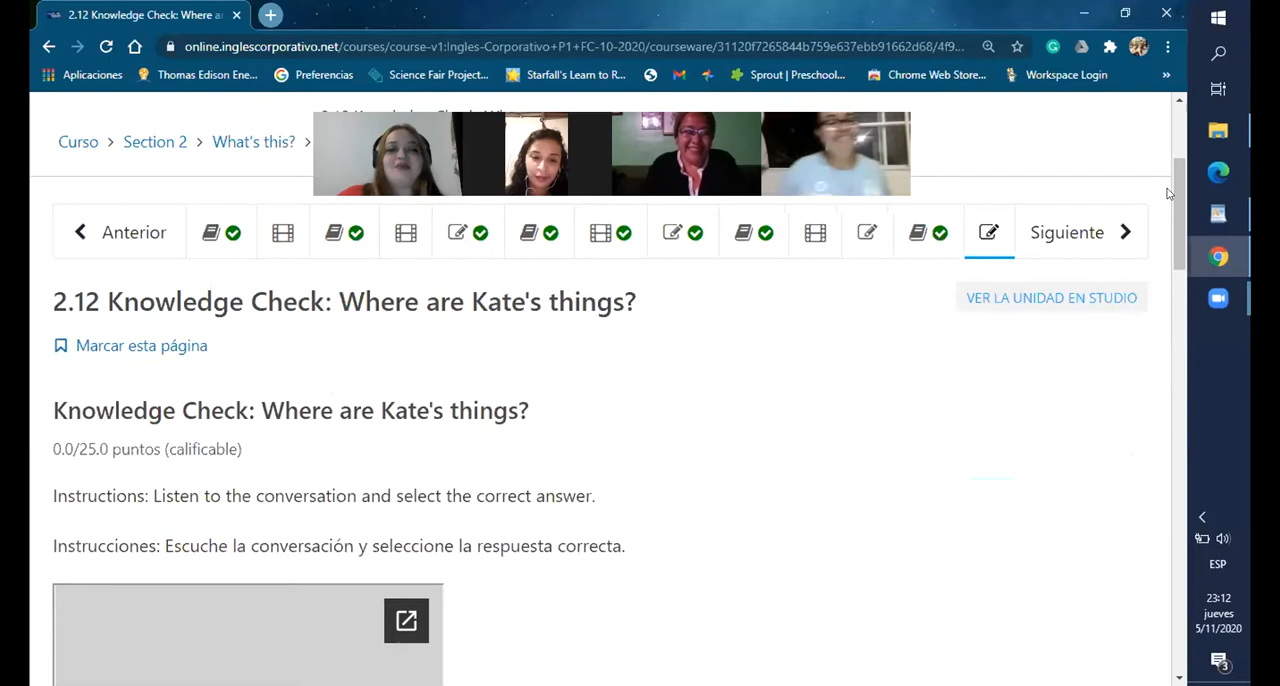 2.12 Knowledge Check: Where ar
online.inglescorporativo.net/courses/course-v1:Ingles-Corporativo+P1+FC-10-2020/courseware/31120f7265844b759e637ebb91662d68/4f9...
Aplicaciones Thomas Edison Ene... Preferencias Science Fair Project... Starfall's Learn to R... Sprout | Preschool... Chrome Web Store... Workspace Login »
Curso > Section 2 > What's this? >
Anterior Siguiente
2.12 Knowledge Check: Where are Kate's things?
VER LA UNIDAD EN STUDIO
Marcar esta página
Knowledge Check: Where are Kate's things?
0.0/25.0 puntos (calificable)
Instructions: Listen to the conversation and select the correct answer.
Instrucciones: Escuche la conversación y seleccione la respuesta correcta.
ESP
23:12
jueves
5/11/2020
3